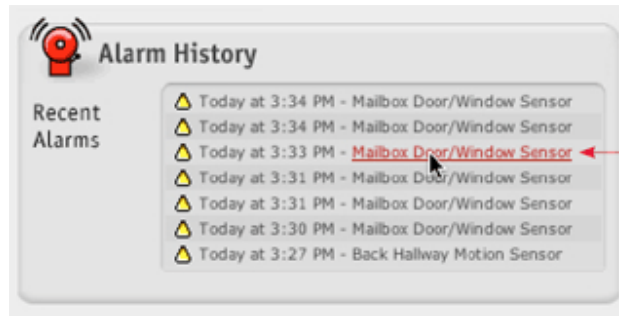 Alarm History
Recent
Alarms
Today at 3:34 PM - Mailbox Door/Window Sensor
Today at 3:34 PM - Mailbox Door/Window Sensor
Today at 3:33 PM - Mailbox Door/Window Sensor
Today at 3:31 PM - Mailbox Door/Window Sensor
Today at 3:31 PM - Mailbox Door/Window Sensor
Today at 3:30 PM - Mailbox Door/Window Sensor
Today at 3:27 PM - Back Hallway Motion Sensor